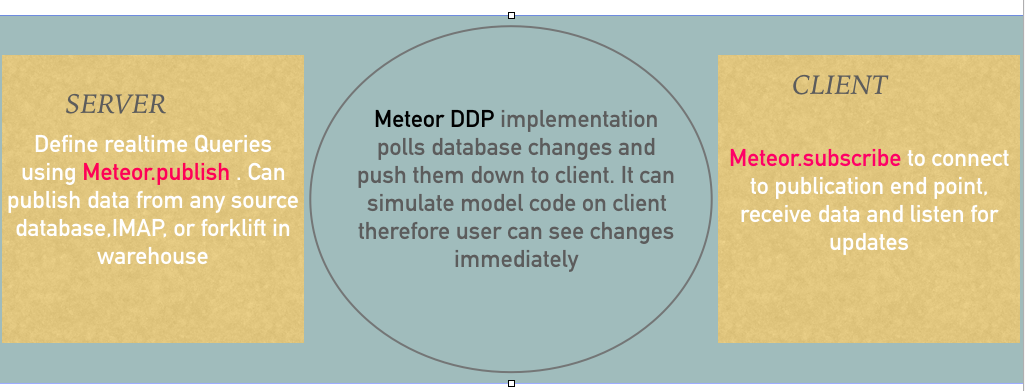 SERVER
Define realtime Queries
using Meteor.publish . Can
publish data from any source
database,IMAP, or forklift in
warehouse
Meteor DDP implementation
polls database changes and
push them down to client. It can
simulate model code on client
therefore user can see changes
immediately
CLIENT
Meteor.subscribe to connect
to publication end point,
receive data and listen for
updates